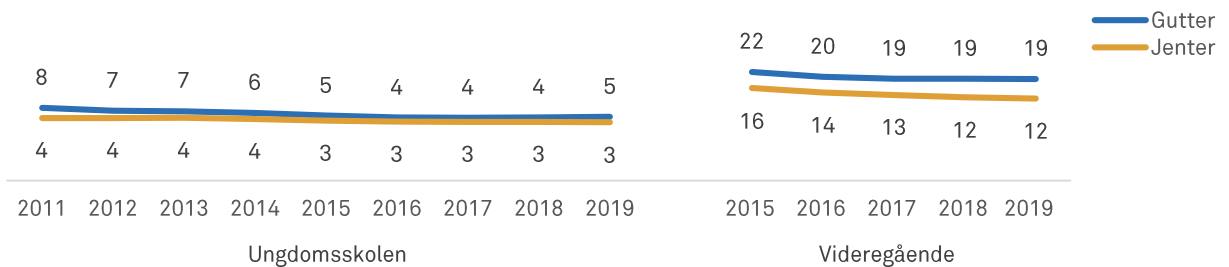 Gutter
Jenter
8 7 7 6 5 4 4 4 5
4 4 4 4 3 3 3 3 3
22 20 19 19 19
16 14 13 12 12
2011 2012 2013 2014 2015 2016 2017 2018 2019
2015 2016 2017 2018 2019
Ungdomsskolen
Videregående